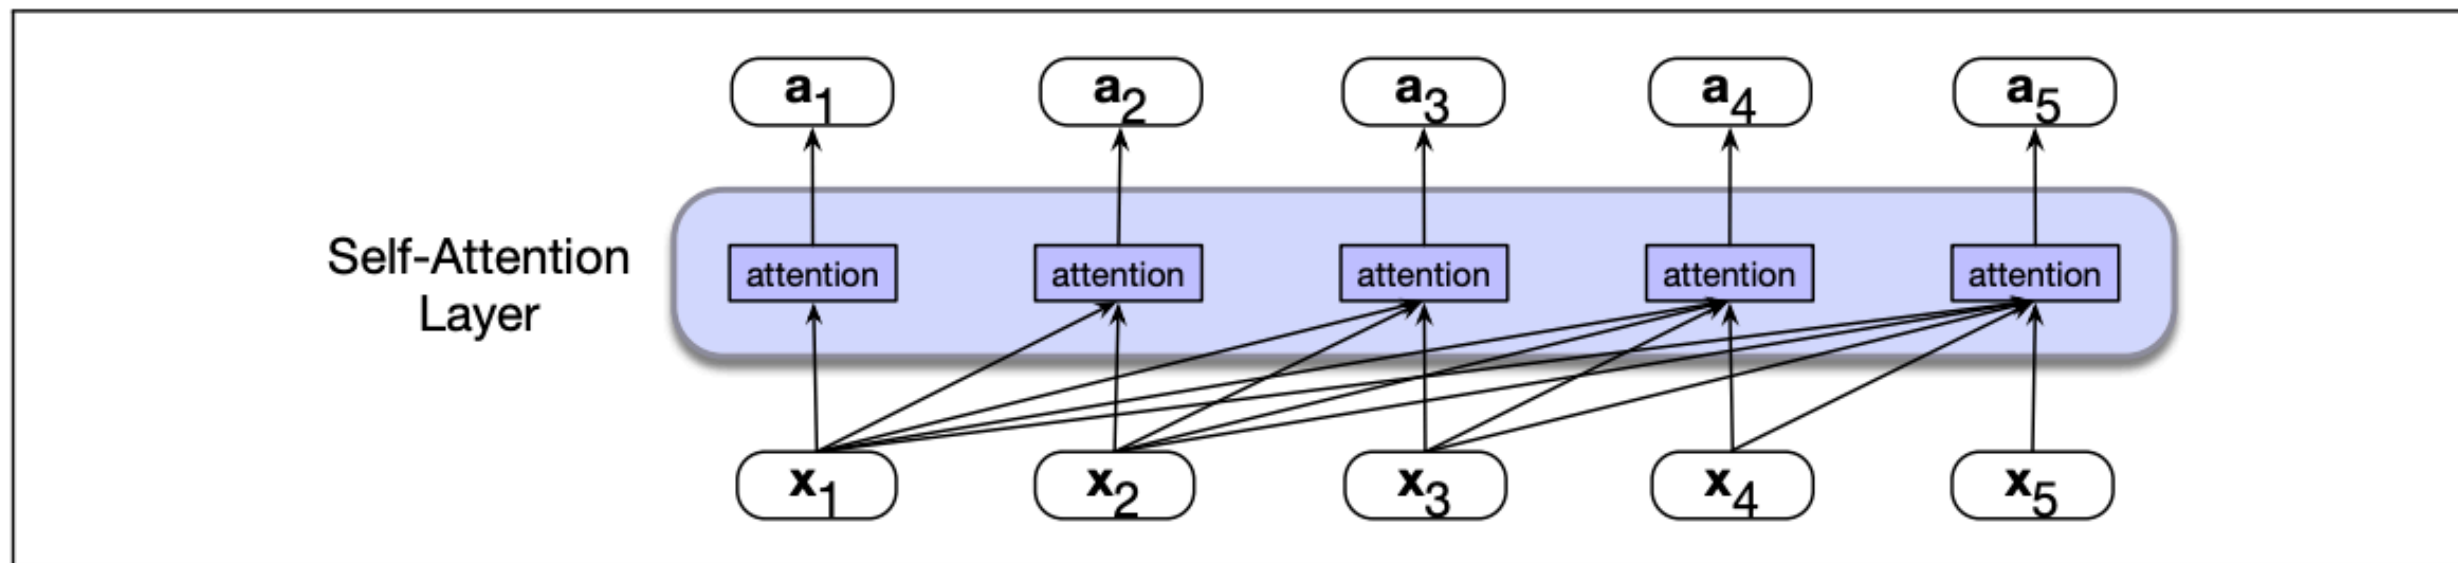 a1 a2 a3 a4 a5
Self-Attention
Layer
attention attention attention attention attention
x1 x2 x3 x4 x5